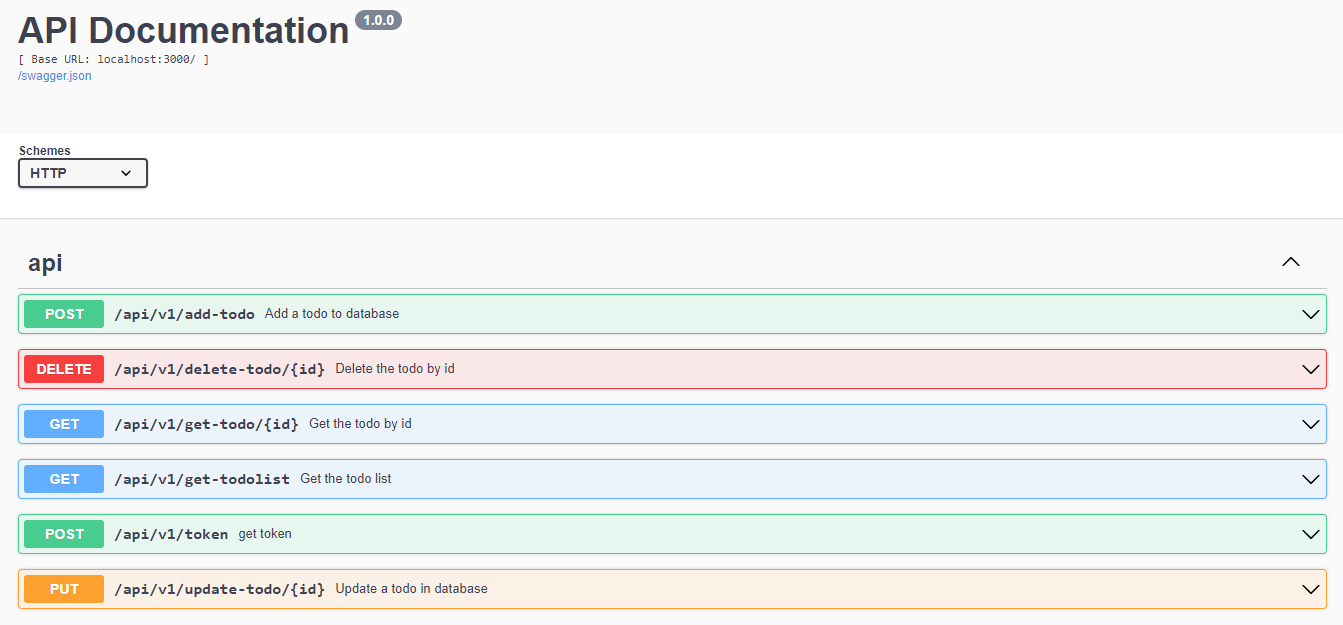 API Documentation 1.0.0
[ Base URL: localhost:3000/ ]
/swagger.json
Schemes
HTTP
api
POST /api/v1/add-todo Add a todo to database
DELETE /api/v1/delete-todo/{id} Delete the todo by id
GET /api/v1/get-todo/{id} Get the todo by id
GET /api/v1/get-todolist Get the todo list
POST /api/v1/token get token
PUT /api/v1/update-todo/{id} Update a todo in database